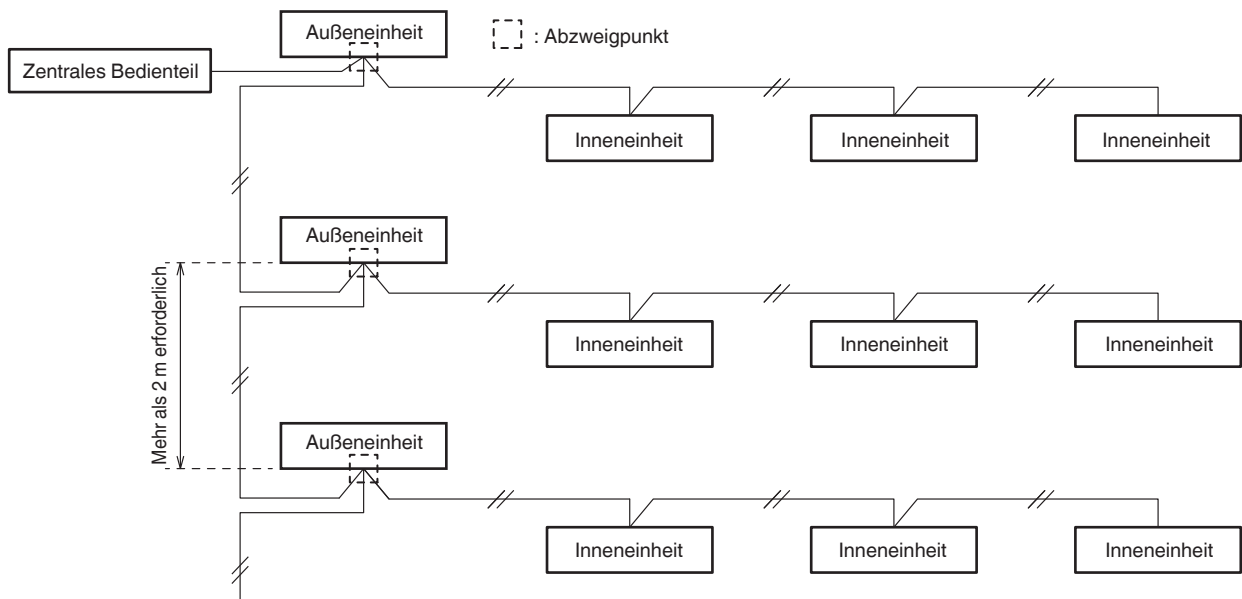 Außeneinheit
: Abzweigpunkt
Zentrales Bedienteil
Inneneinheit
Inneneinheit
Inneneinheit
Außeneinheit
Mehr als 2 m erforderlich
Inneneinheit
Inneneinheit
Inneneinheit
Außeneinheit
Inneneinheit
Inneneinheit
Inneneinheit